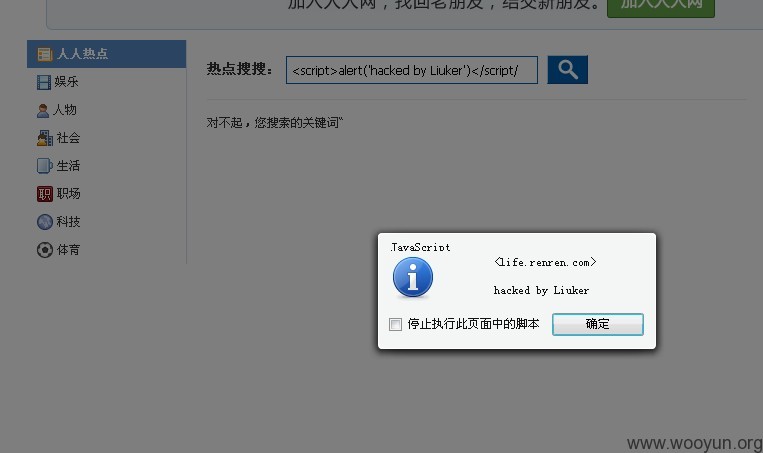 加入人人网，找回老朋友，结交新朋友。 加入人人网
人人热点
热点搜搜： <script>alert('hacked by Liuker')</script/
娱乐
人物
对不起，您搜索的关键词“
社会
生活
职 职场
科技
体育
JavaScript
<life.renren.com>
hacked by Liuker
停止执行此页面中的脚本 确定
www.wooyun.org